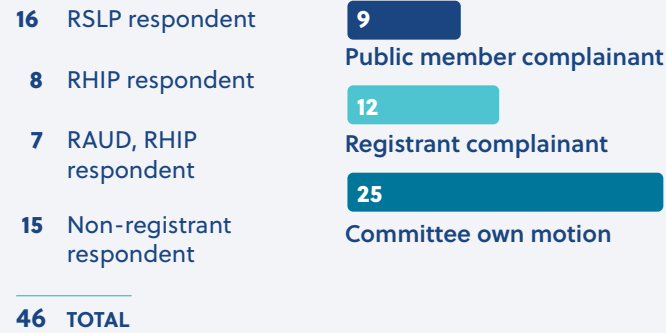 16 RSLP respondent
8 RHIP respondent
7 RAUD, RHIP
respondent
15 Non-registrant
respondent
46 TOTAL
9
Public member complainant
12
Registrant complainant
25
Committee own motion